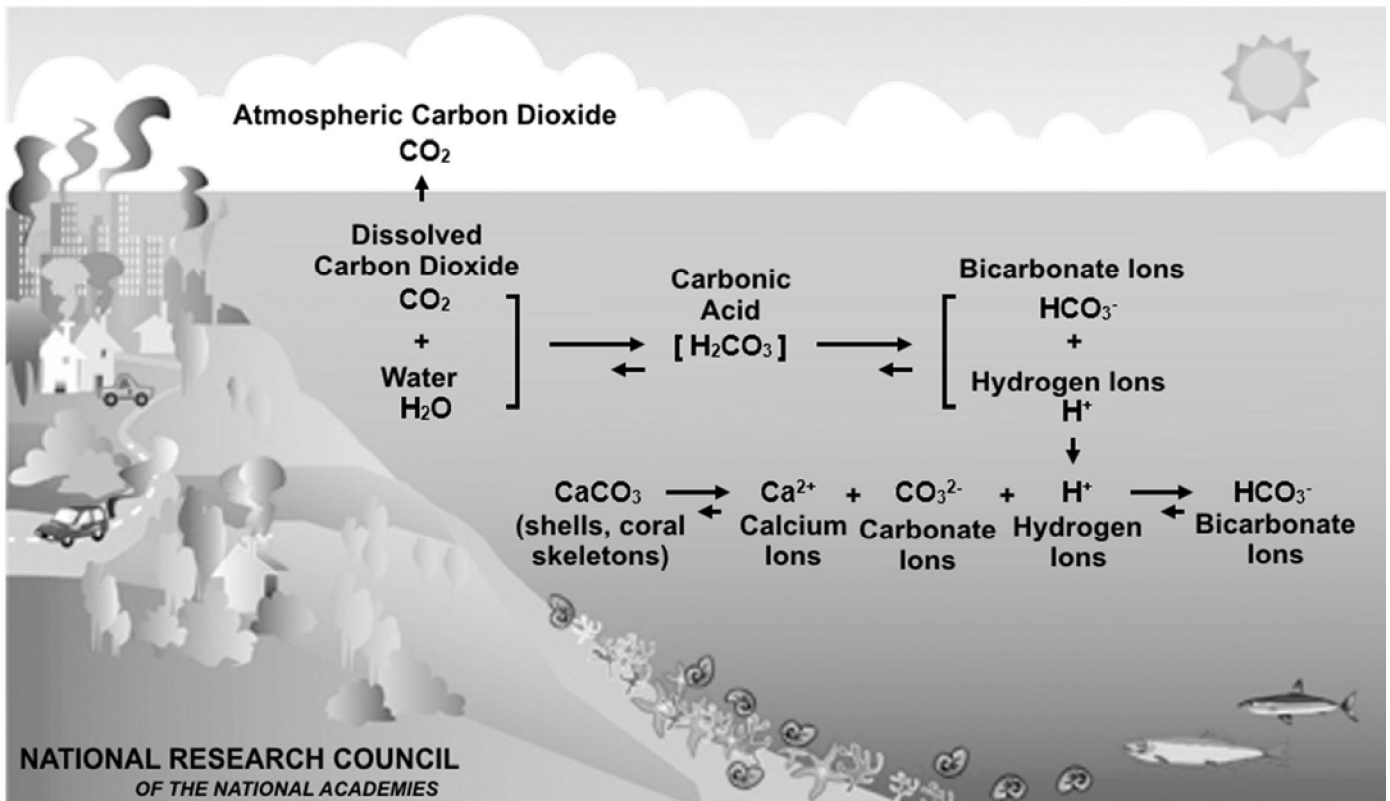 Atmospheric Carbon Dioxide
CO₂
Dissolved
Carbon Dioxide
CO₂
+
Water
H₂O
Carbonic
Acid
[ H₂CO₃ ]
Bicarbonate Ions
HCO₃⁻
+
Hydrogen Ions
H⁺
CaCO₃
(shells, coral
skeletons)
Ca²⁺
Calcium
Ions
+
CO₃²⁻
Carbonate
Ions
+
H⁺
Hydrogen
Ions
HCO₃⁻
Bicarbonate
Ions
NATIONAL RESEARCH COUNCIL
OF THE NATIONAL ACADEMIES